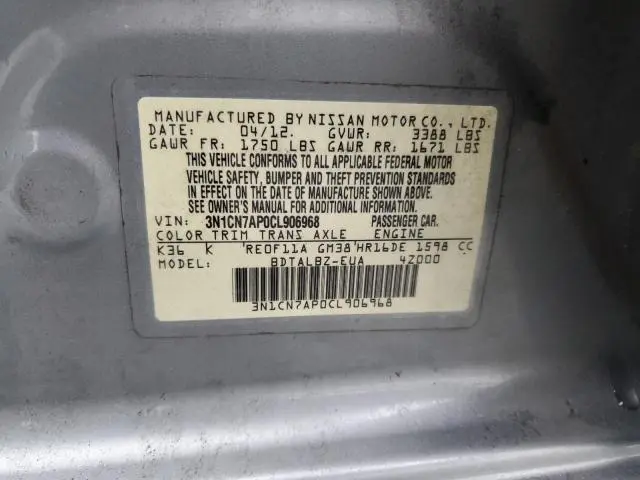 MANUFACTURED BY NISSAN MOTOR CO., LTD.
DATE: 04/12. GVWR: 3388 LBS
GAWR FR: 1750 LBS GAWR RR: 1671 LBS
THIS VEHICLE CONFORMS TO ALL APPLICABLE FEDERAL MOTOR
VEHICLE SAFETY, BUMPER AND THEFT PREVENTION STANDARDS
IN EFFECT ON THE DATE OF MANUFACTURE SHOWN ABOVE.
SEE OWNER'S MANUAL FOR ADDITIONAL INFORMATION.
VIN: 3N1CN7AP0CL906968 PASSENGER CAR.
COLOR TRIM TRANS AXLE ENGINE
K36 K 'RE0F11A GM38'HR16DE 1598 CC
MODEL: BDTALBZ-EUA 4Z000
3N1CN7AP0CL906968